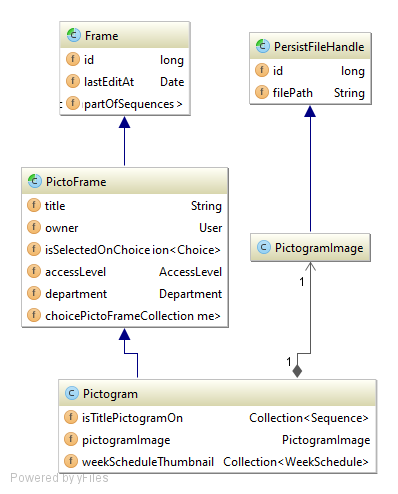 Frame
id long
lastEditAt Date
partOfSequences >
PersistFileHandle
id long
filePath String
PictoFrame
title String
owner User
isSelectedOnChoice ion<Choice>
accessLevel AccessLevel
department Department
choicePictoFrameCollection me>
PictogramImage
1
1
Pictogram
isTitlePictogramOn Collection<Sequence>
pictogramImage PictogramImage
weekScheduleThumbnail Collection<WeekSchedule>
Powered by yFiles